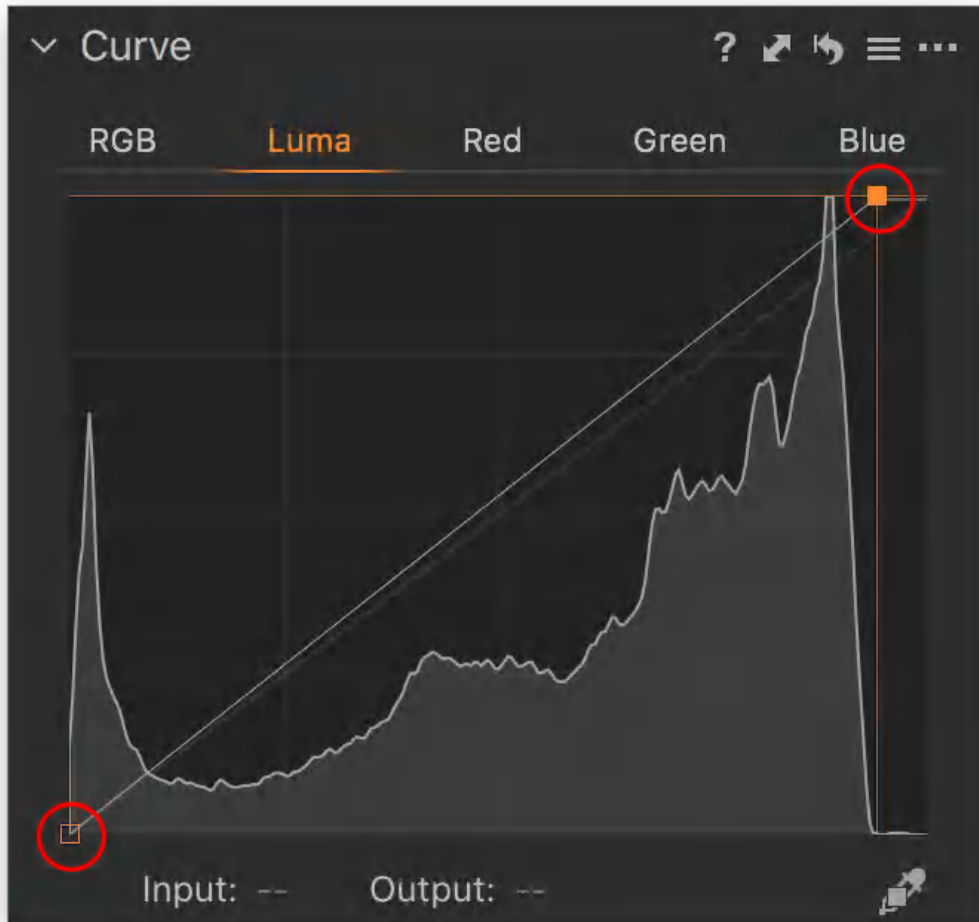 Curve ? ...
RGB Luma Red Green Blue
Input: -- Output: --